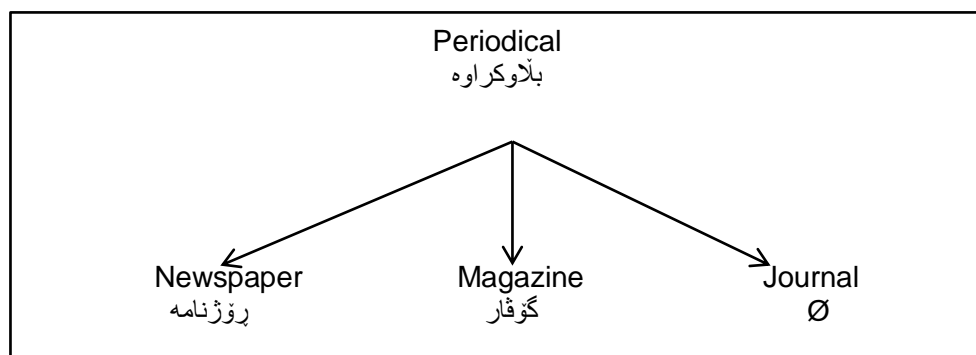 Periodical
بڵاوکراوە
Newspaper
ڕۆژنامە
Magazine
گۆڤار
Journal
Ø